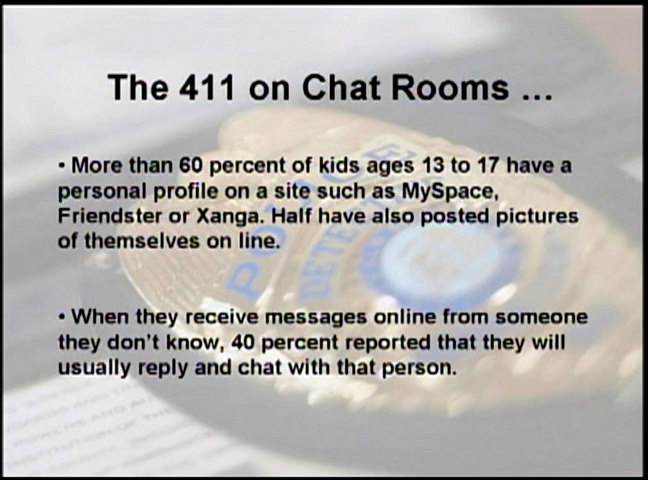 The 411 on Chat Rooms ...
• More than 60 percent of kids ages 13 to 17 have a
personal profile on a site such as MySpace,
Friendster or Xanga. Half have also posted pictures
of themselves on line.
• When they receive messages online from someone
they don't know, 40 percent reported that they will
usually reply and chat with that person.
POLICE
DETECTIVE